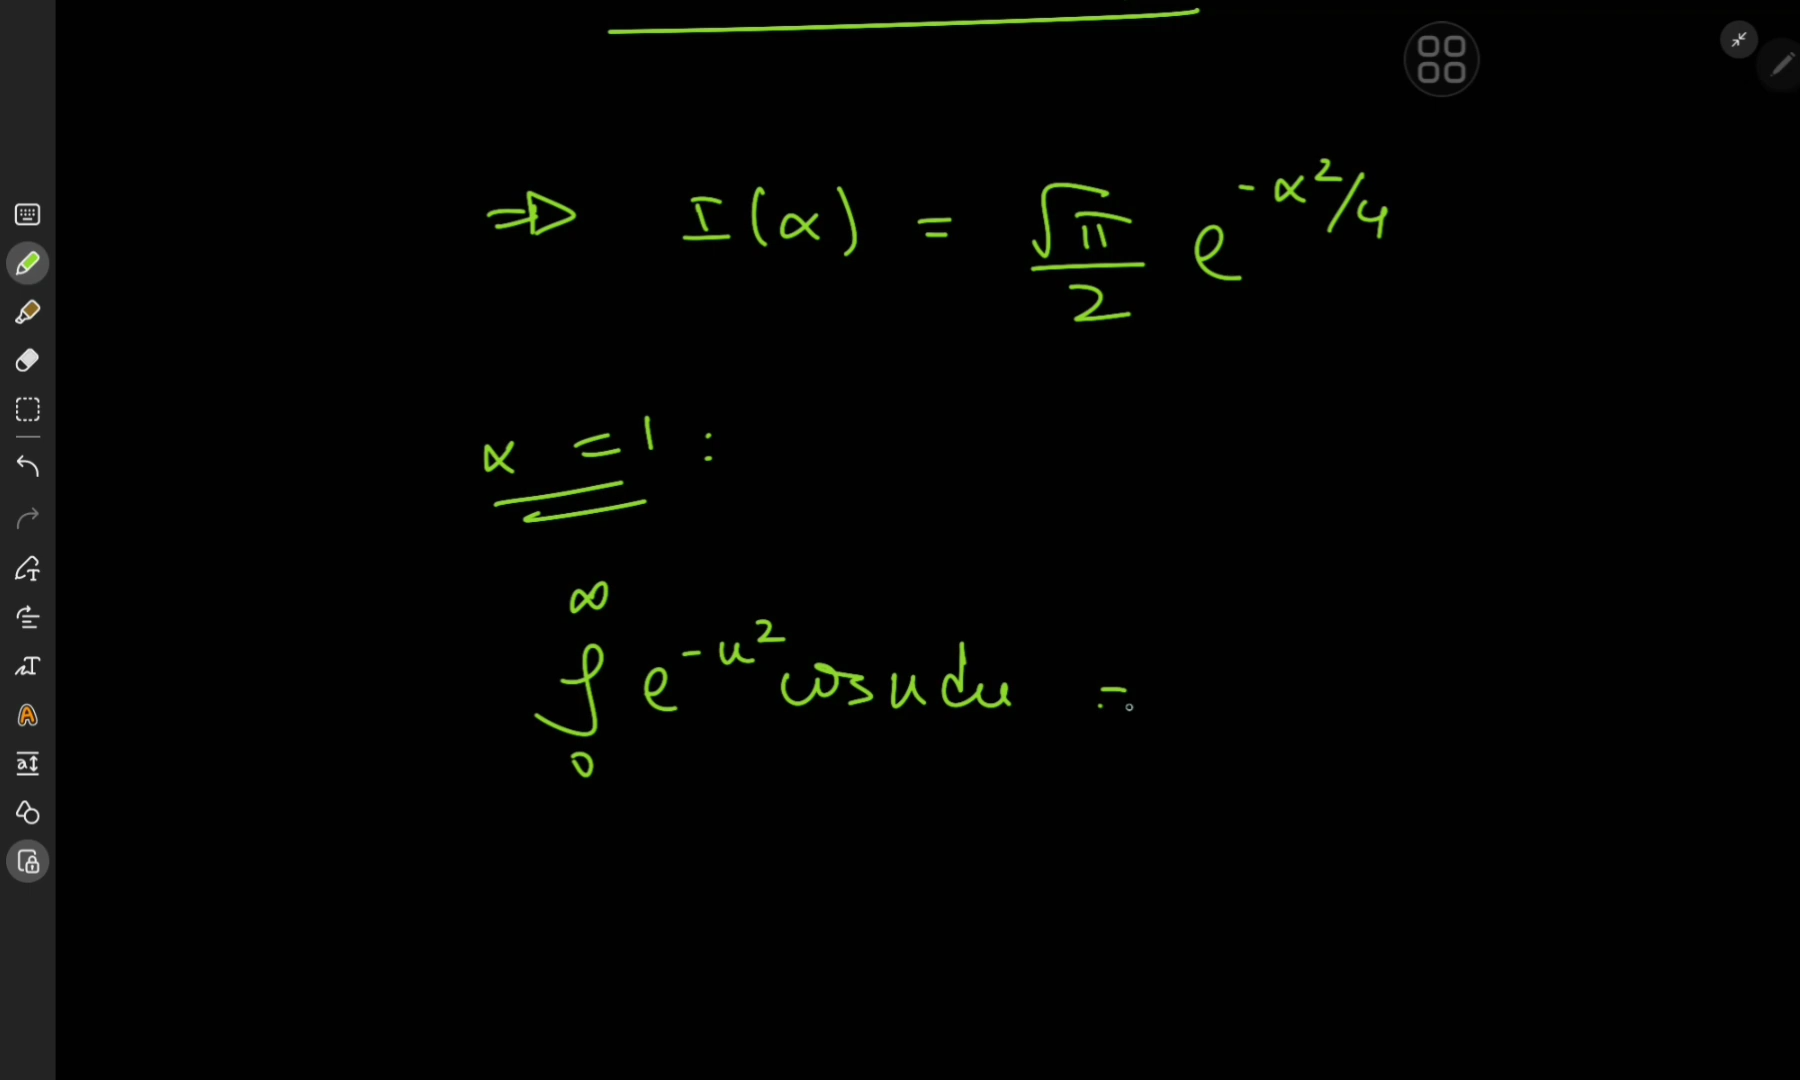 ⇒ I(α) = √π/2 e^{-α²/4}
α = 1 :
∫₀^∞ e^{-u²} cos u du =